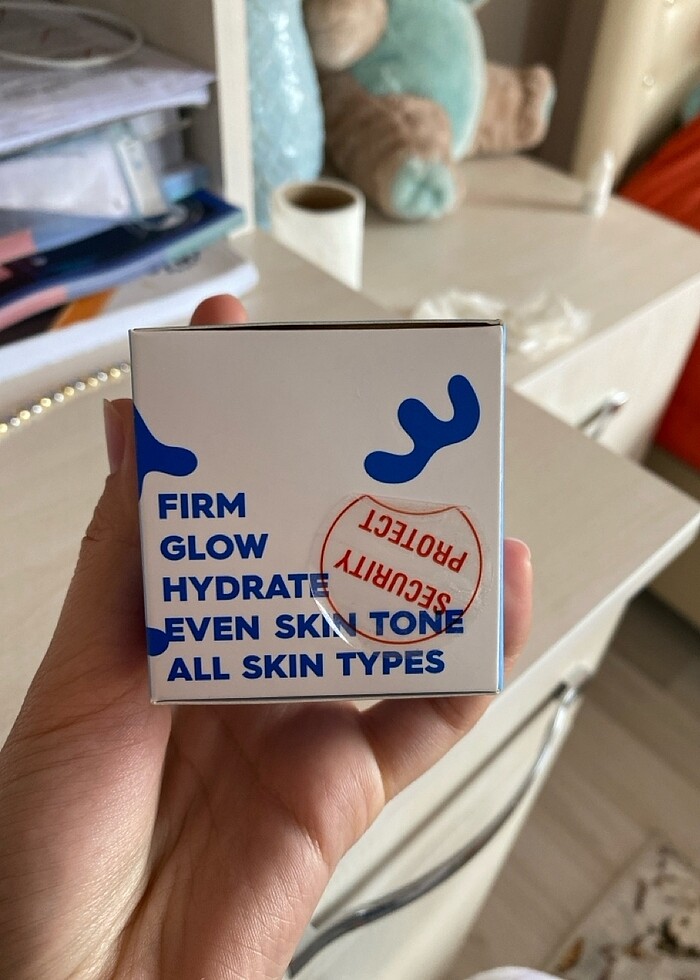 FIRM
GLOW
HYDRATE
EVEN SKIN TONE
ALL SKIN TYPES
SECURITY
PROTECT